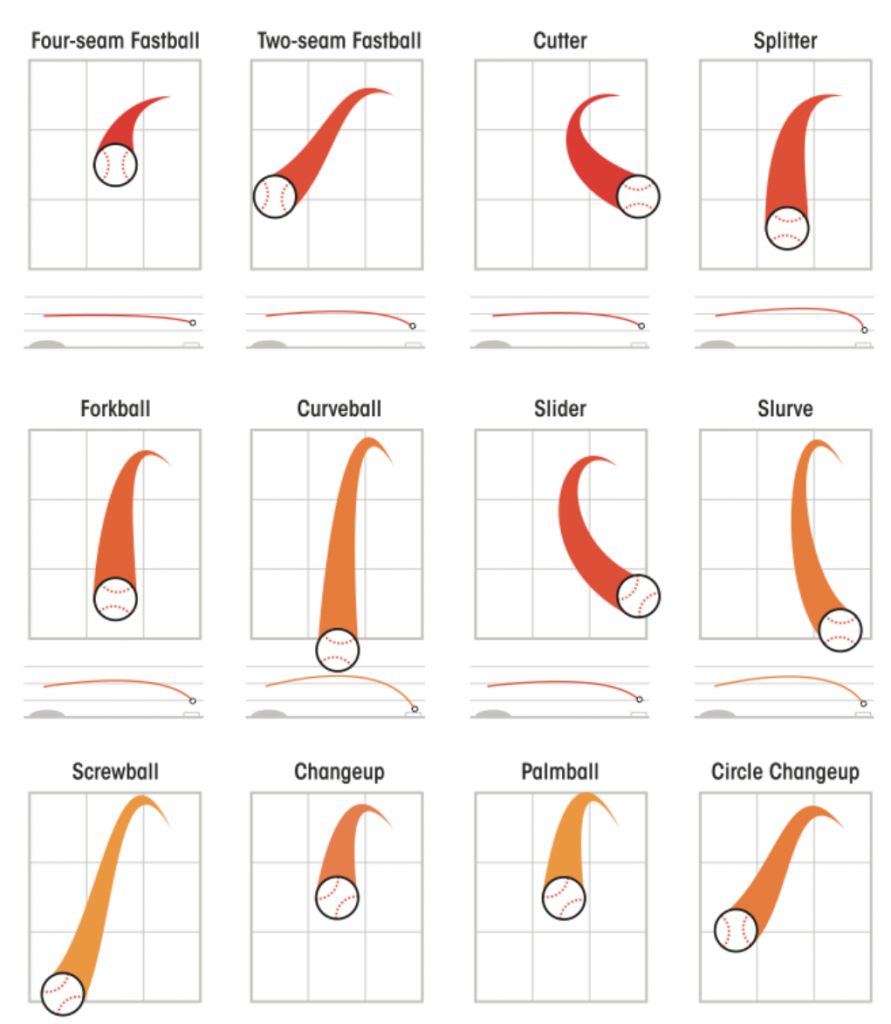 Four-seam Fastball
Two-seam Fastball
Cutter
Splitter
Forkball
Curveball
Slider
Slurve
Screwball
Changeup
Palmball
Circle Changeup